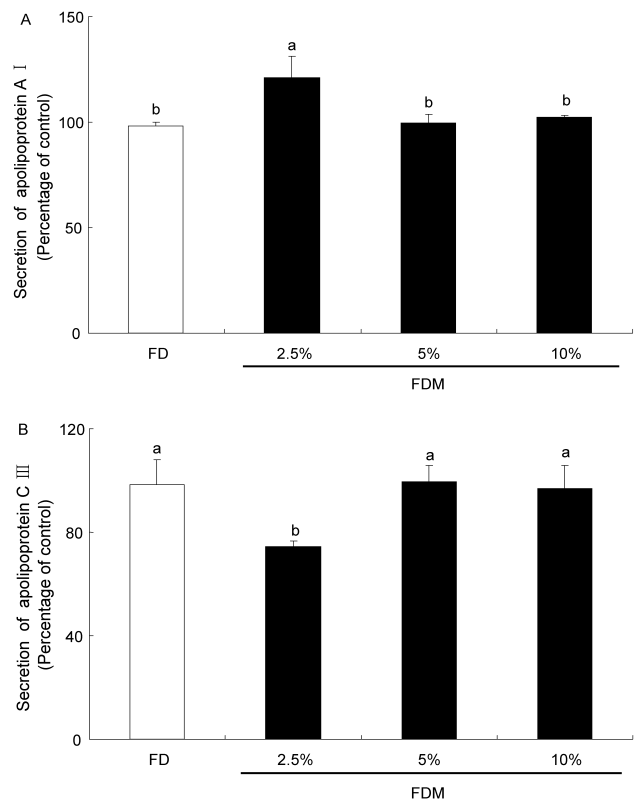 A
Secretion of apolipoprotein A Ⅰ
(Percentage of control)
150
100
50
0
b
a
b
b
FD
2.5%
5%
10%
FDM
B
Secretion of apolipoprotein C Ⅲ
(Percentage of control)
120
80
40
0
a
b
a
a
FD
2.5%
5%
10%
FDM